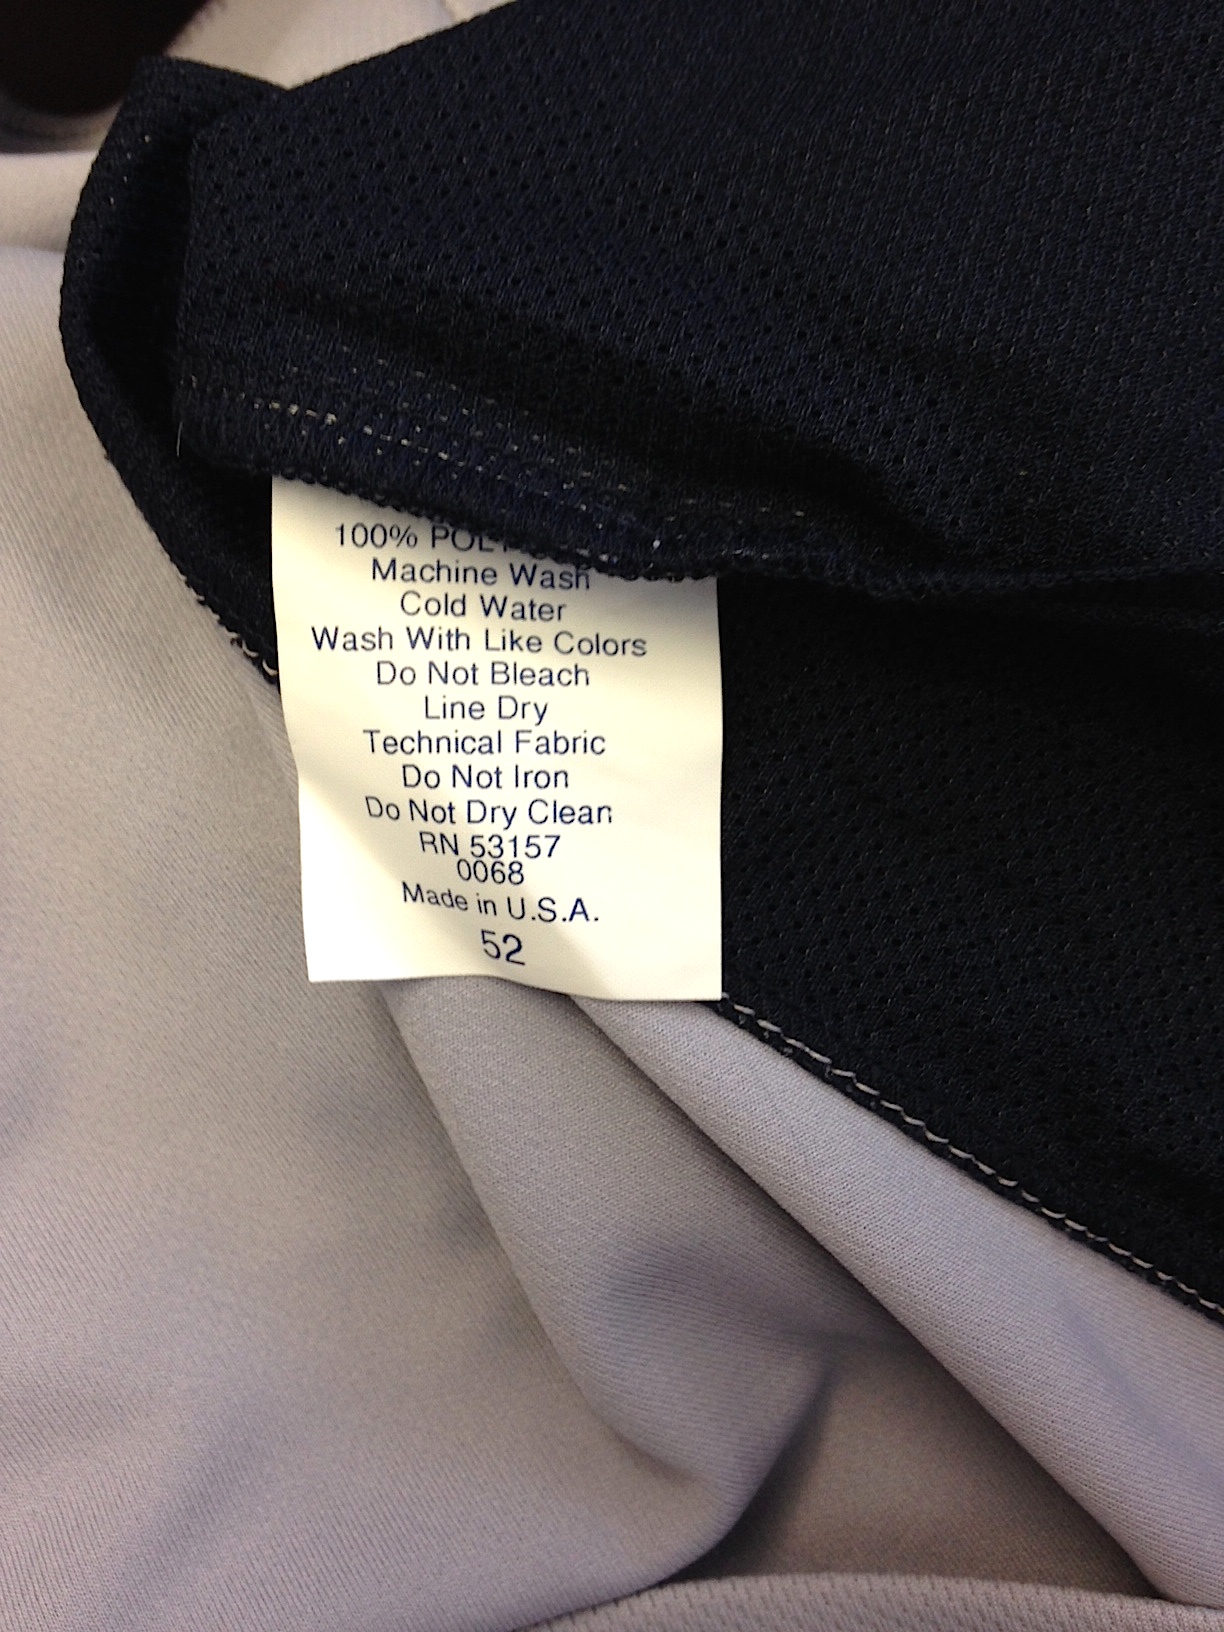 100%
Machine Wash
Cold Water
Wash With Like Colors
Do Not Bleach
Line Dry
Technical Fabric
Do Not Iron
Do Not Dry Clean
RN 53157
0068
Made in U.S.A.
52